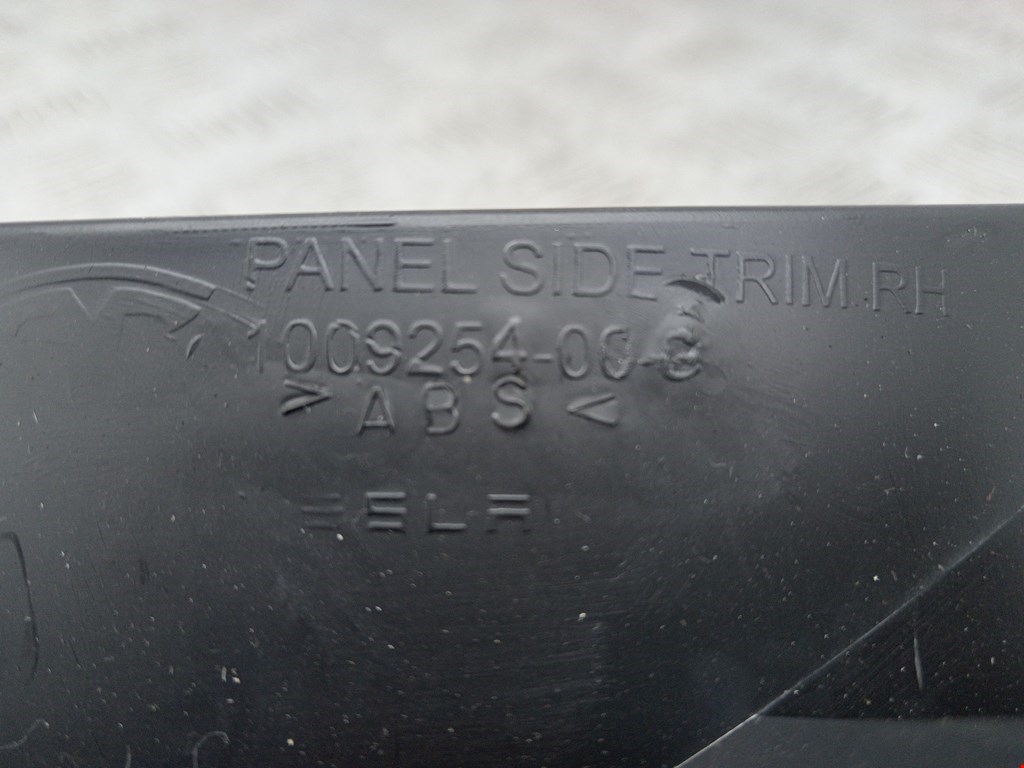 PANEL SIDE TRIM RH
1009254-00-
> ABS <